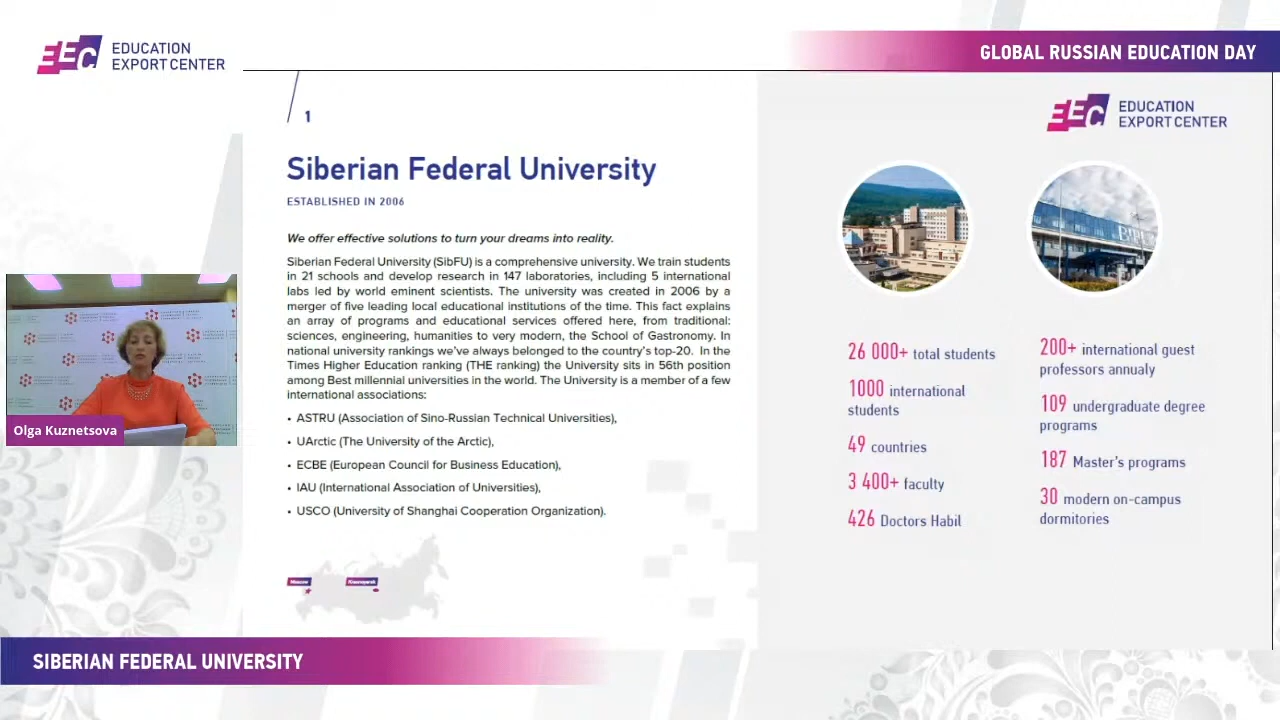 EEC EDUCATION
EXPORT CENTER
GLOBAL RUSSIAN EDUCATION DAY
1
Siberian Federal University
ESTABLISHED IN 2006
We offer effective solutions to turn your dreams into reality.
Siberian Federal University (SibFU) is a comprehensive university. We train students
in 21 schools and develop research in 147 laboratories, including 5 international
labs led by world eminent scientists. The university was created in 2006 by a
merger of five leading local educational institutions of the time. This fact explains
an array of programs and educational services offered here, from traditional:
sciences, engineering, humanities to very modern, the School of Gastronomy. In
national university rankings we've always belonged to the country's top-20. In the
Times Higher Education ranking (THE ranking) the University sits in 56th position
among Best millennial universities in the world. The University is a member of a few
international associations:
• ASTRU (Association of Sino-Russian Technical Universities),
• UArctic (The University of the Arctic),
• ECBE (European Council for Business Education),
• IAU (International Association of Universities),
• USCO (University of Shanghai Cooperation Organization).
Moscow
Krasnoyarsk
EEC EDUCATION
EXPORT CENTER
26 000+ total students
1000 international
students
49 countries
3 400+ faculty
426 Doctors Habil
200+ international guest
professors annualy
109 undergraduate degree
programs
187 Master's programs
30 modern on-campus
dormitories
Olga Kuznetsova
SIBERIAN FEDERAL UNIVERSITY